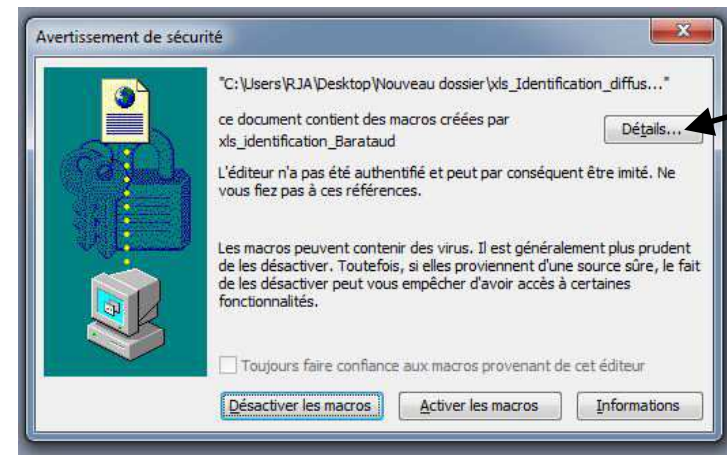 Avertissement de sécurité
"C:\Users\RJA\Desktop\Nouveau dossier\xls_Identification_diffus..."
ce document contient des macros créées par
xls_identification_Barataud
Détails...
L'éditeur n'a pas été authentifié et peut par conséquent être imité. Ne
vous fiez pas à ces références.
Les macros peuvent contenir des virus. Il est généralement plus prudent
de les désactiver. Toutefois, si elles proviennent d'une source sûre, le fait
de les désactiver peut vous empêcher d'avoir accès à certaines
fonctionnalités.
Toujours faire confiance aux macros provenant de cet éditeur
Désactiver les macros Activer les macros Informations